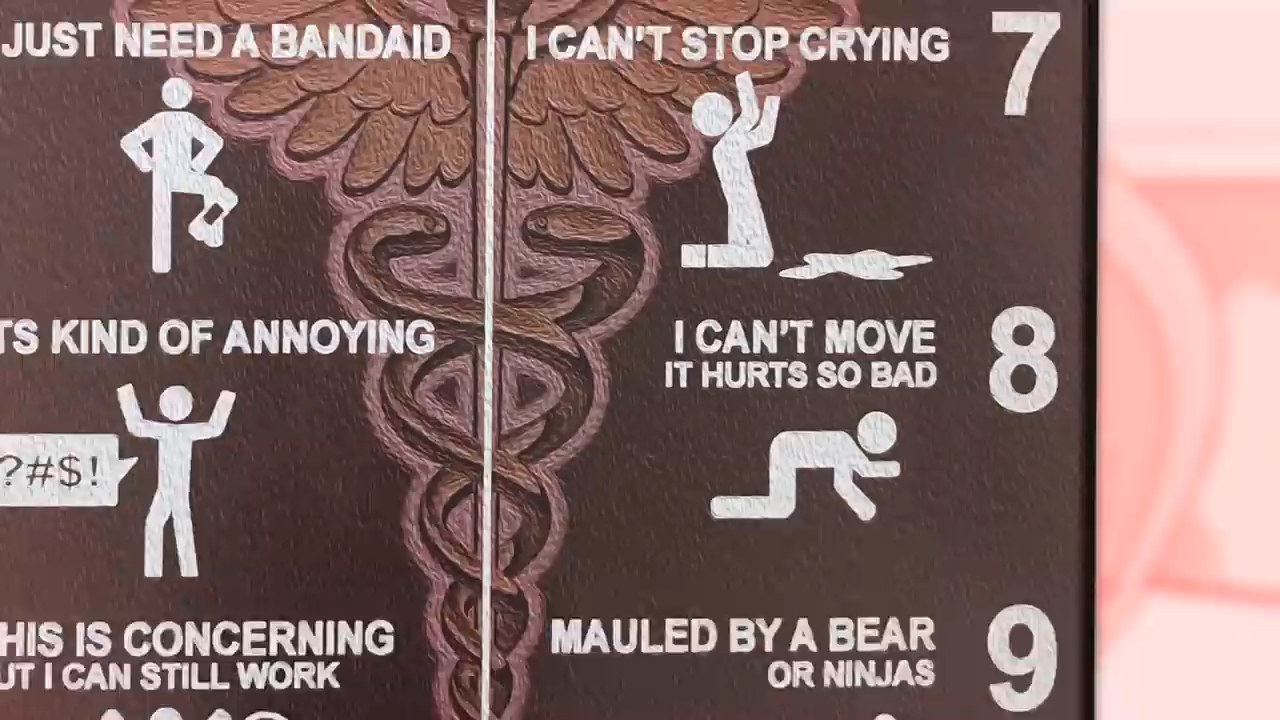 JUST NEED A BANDAID
I CAN'T STOP CRYING
7
KIND OF ANNOYING
?#$!
I CAN'T MOVE
IT HURTS SO BAD
8
IS CONCERNING
I CAN STILL WORK
MAULED BY A BEAR
OR NINJAS
9